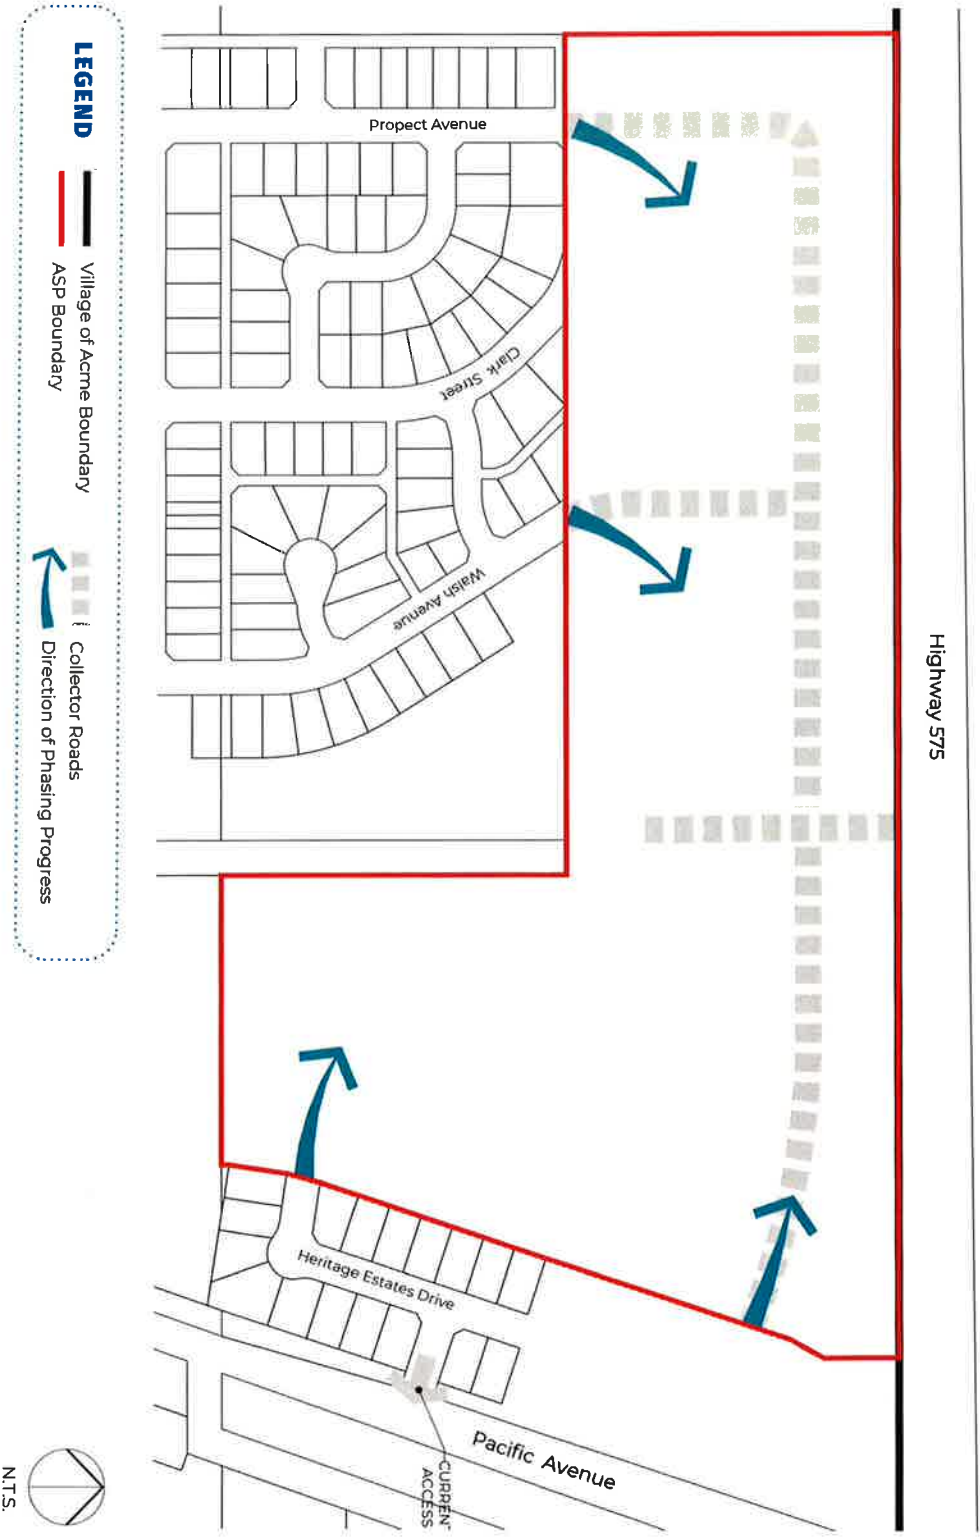 Highway 575
Propect Avenue
Clark Street
Walsh Avenue
Heritage Estates Drive
Pacific Avenue
CURREN
ACCESS
LEGEND
Village of Acme Boundary
ASP Boundary
Collector Roads
Direction of Phasing Progress
N.T.S.